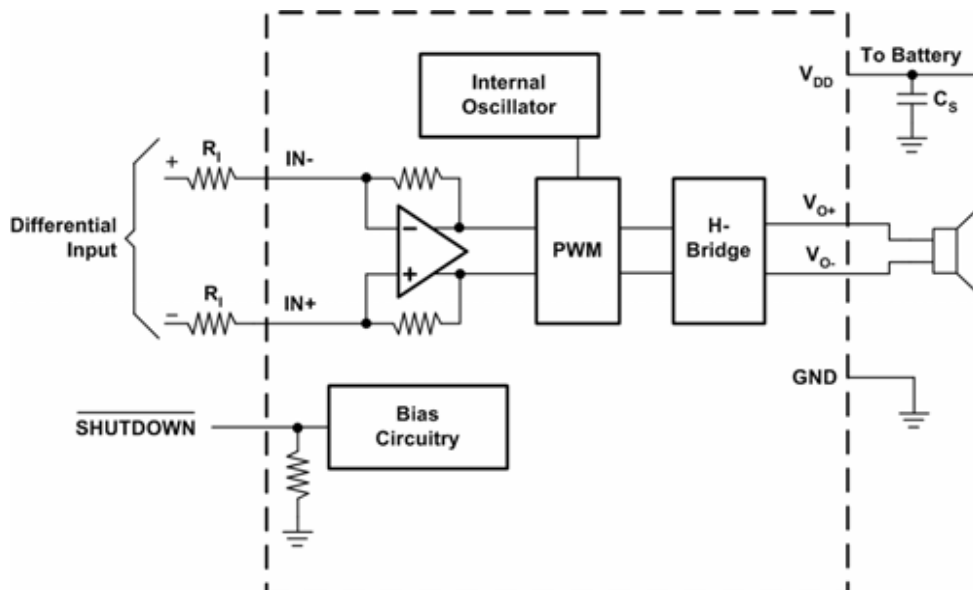 To Battery
Internal
Oscillator
V_DD
C_S
R_I
IN-
+
Differential
Input
−
PWM
H-
Bridge
V_O+
V_O-
+
−
R_I
IN+
GND
SHUTDOWN
Bias
Circuitry